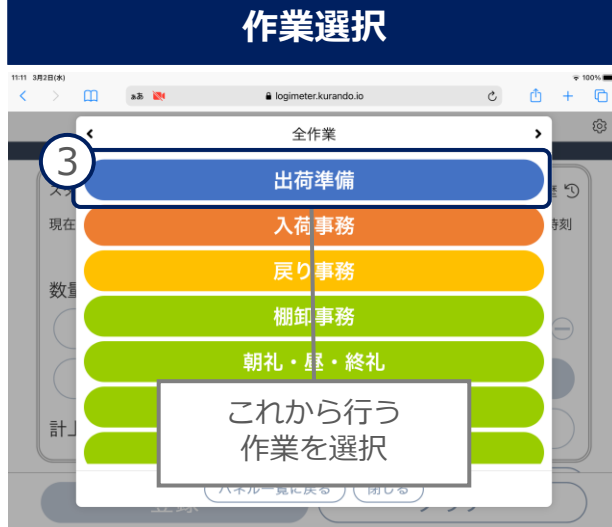 作業選択
11:11 3月2日(水)
100%
ぁあ
logimeter.kurando.io
全作業
3
出荷準備
現在
入荷事務
時刻
戻り事務
数量
棚卸事務
朝礼・昼・終礼
これから行う
作業を選択
計上
パネル一覧に戻る
閉じる
登録